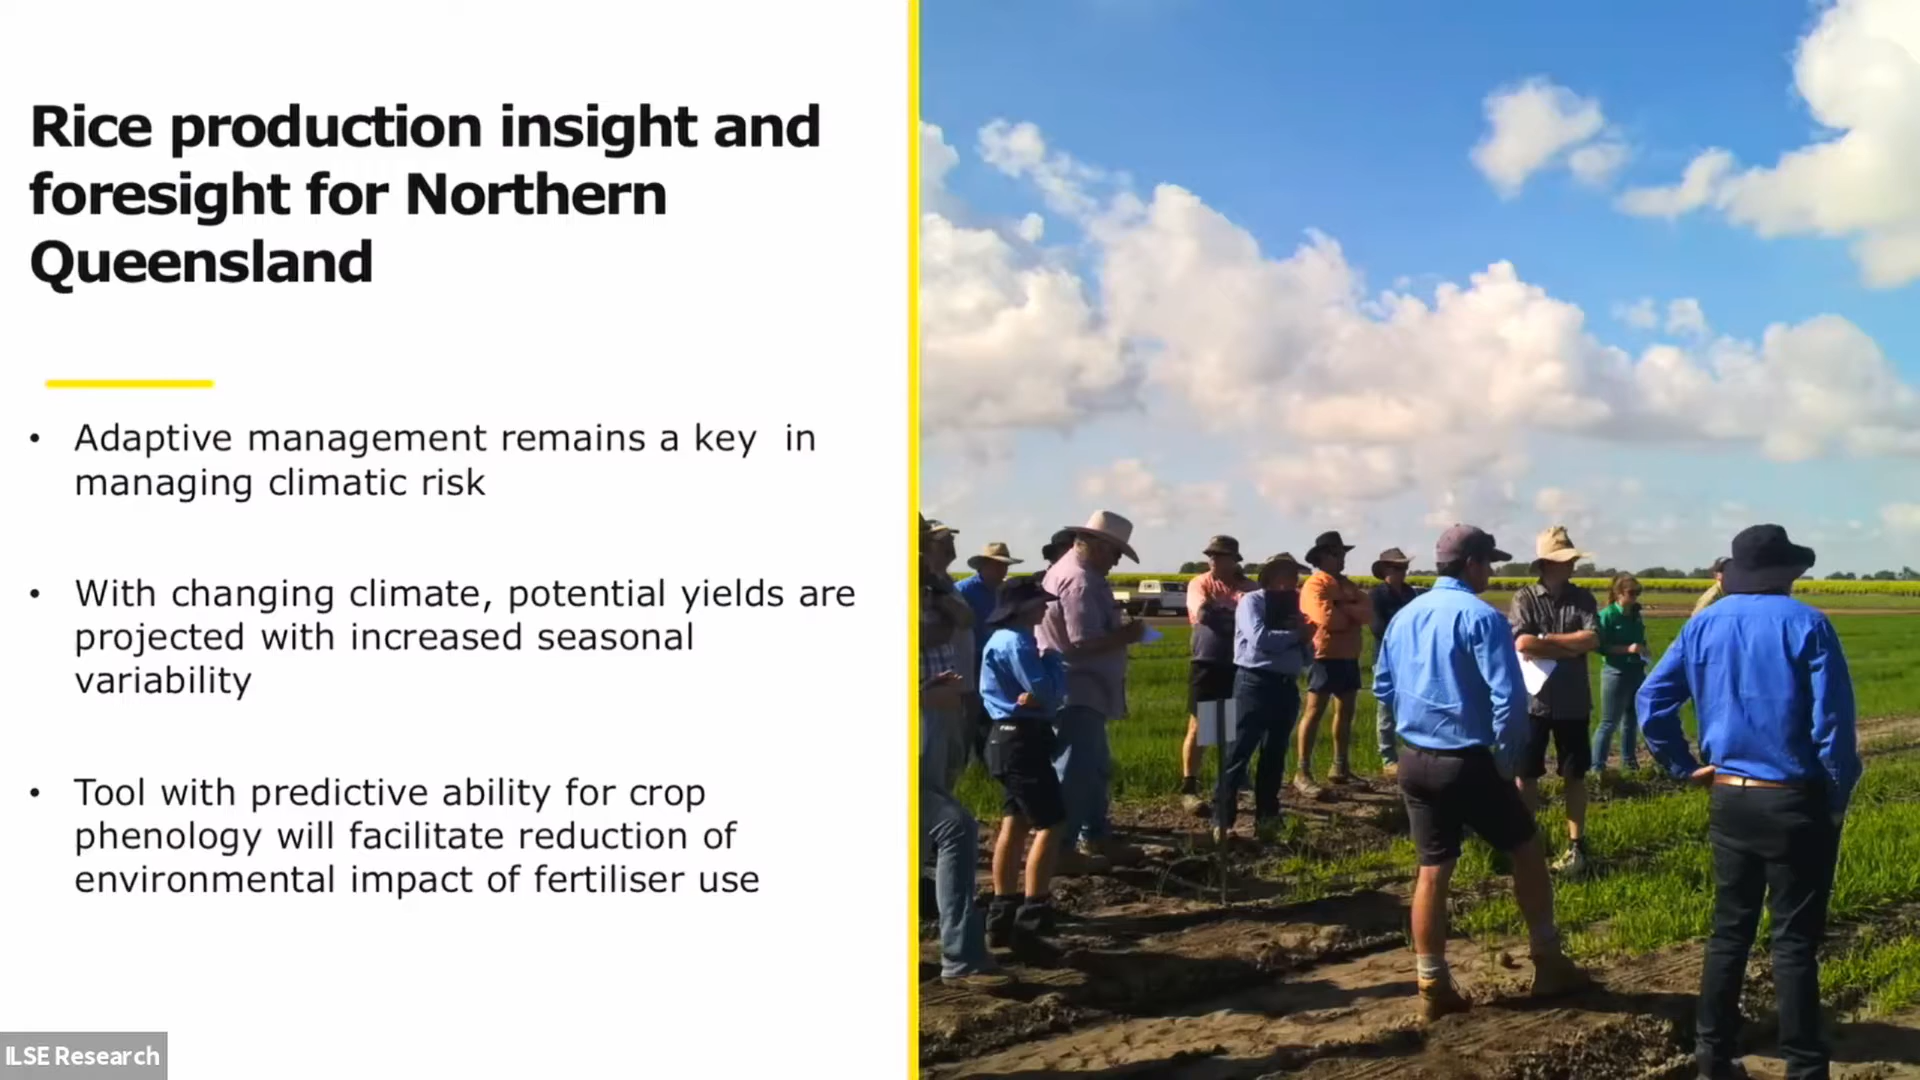 Rice production insight and
foresight for Northern
Queensland
• Adaptive management remains a key  in
managing climatic risk
• With changing climate, potential yields are
projected with increased seasonal
variability
• Tool with predictive ability for crop
phenology will facilitate reduction of
environmental impact of fertiliser use
ILSE Research